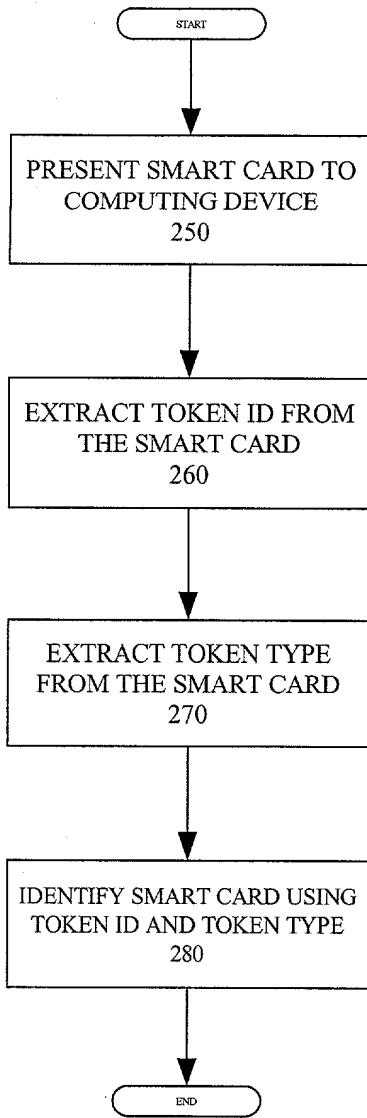 START
PRESENT SMART CARD TO
COMPUTING DEVICE
250
EXTRACT TOKEN ID FROM
THE SMART CARD
260
EXTRACT TOKEN TYPE
FROM THE SMART CARD
270
IDENTIFY SMART CARD USING
TOKEN ID AND TOKEN TYPE
280
END